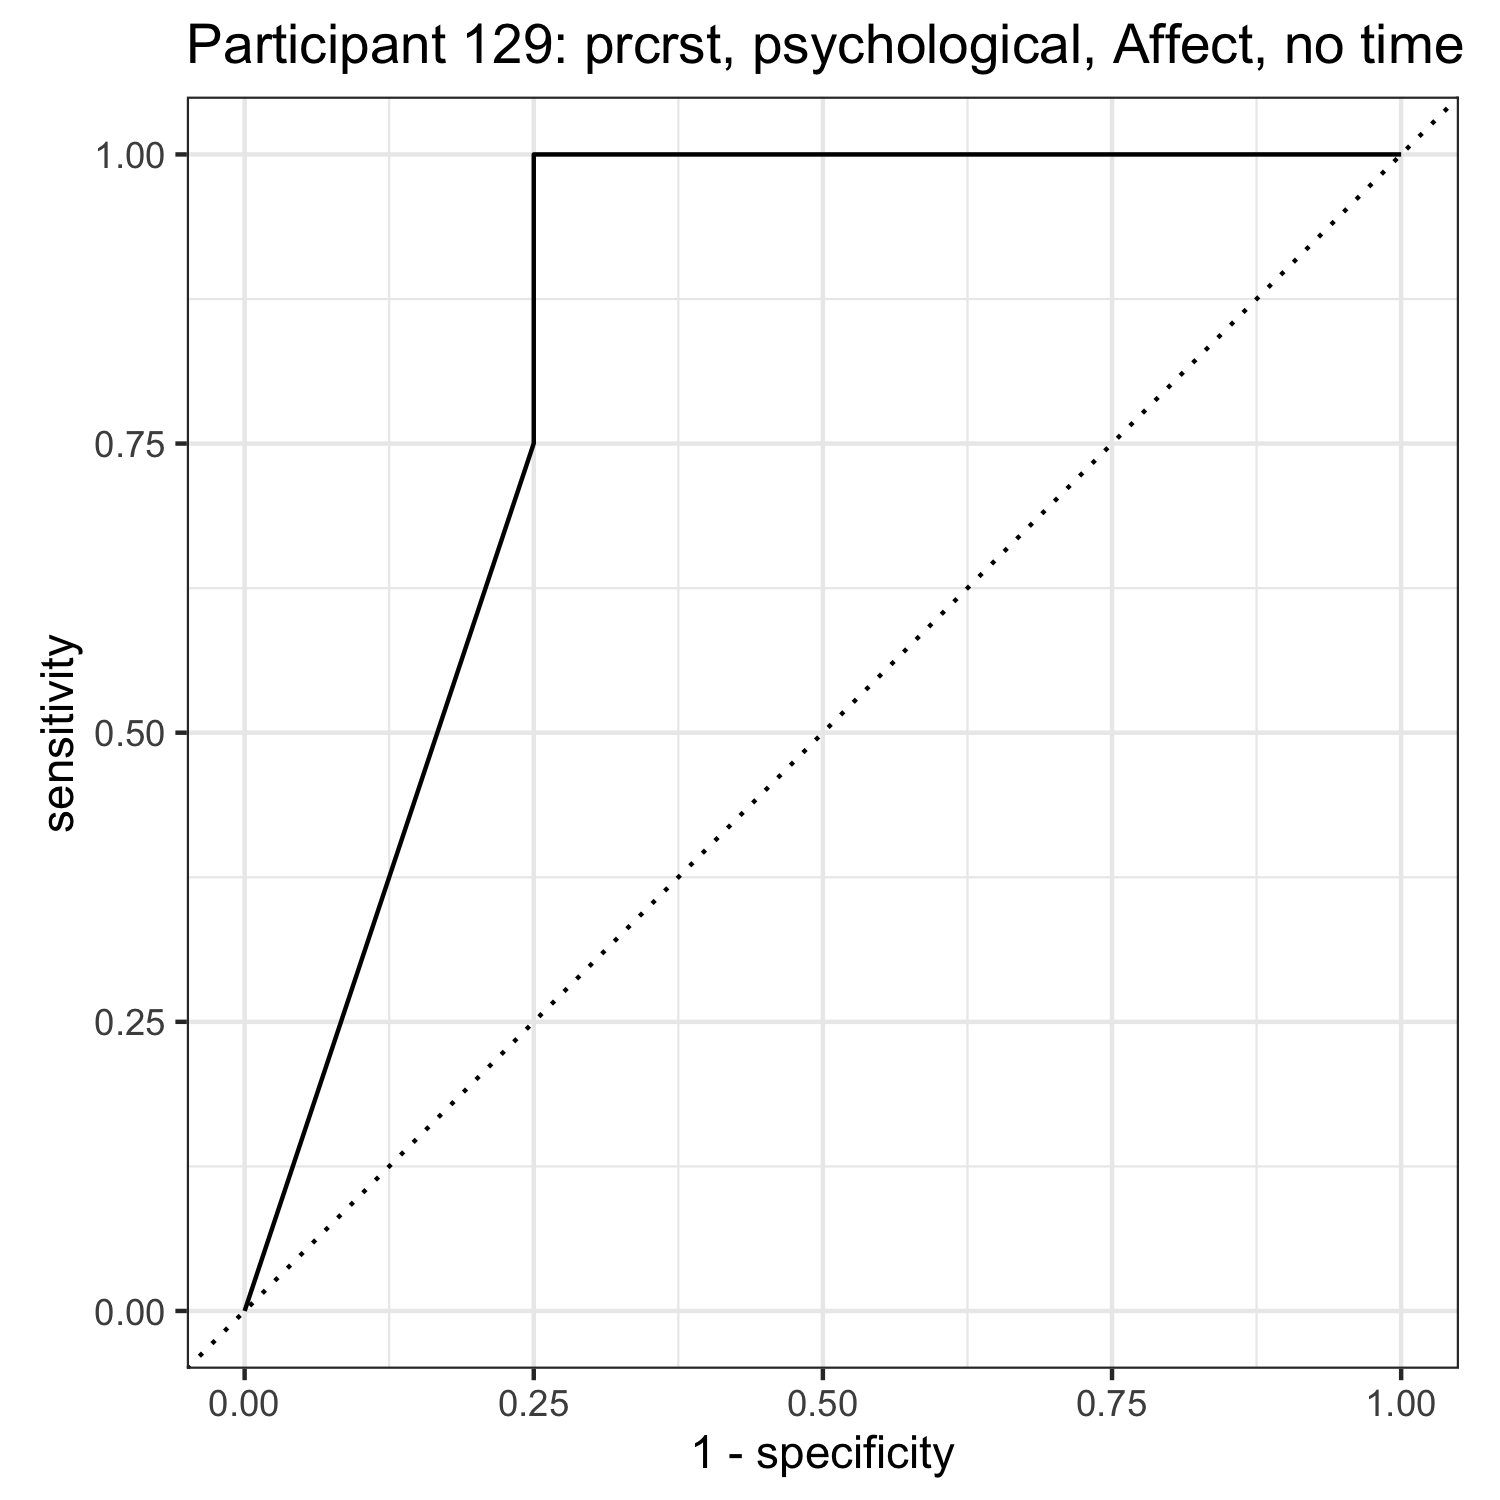 Participant 129: prcrst, psychological, Affect, no time
sensitivity
1.00
0.75
0.50
0.25
0.00
0.00 0.25 0.50 0.75 1.00
1 - specificity